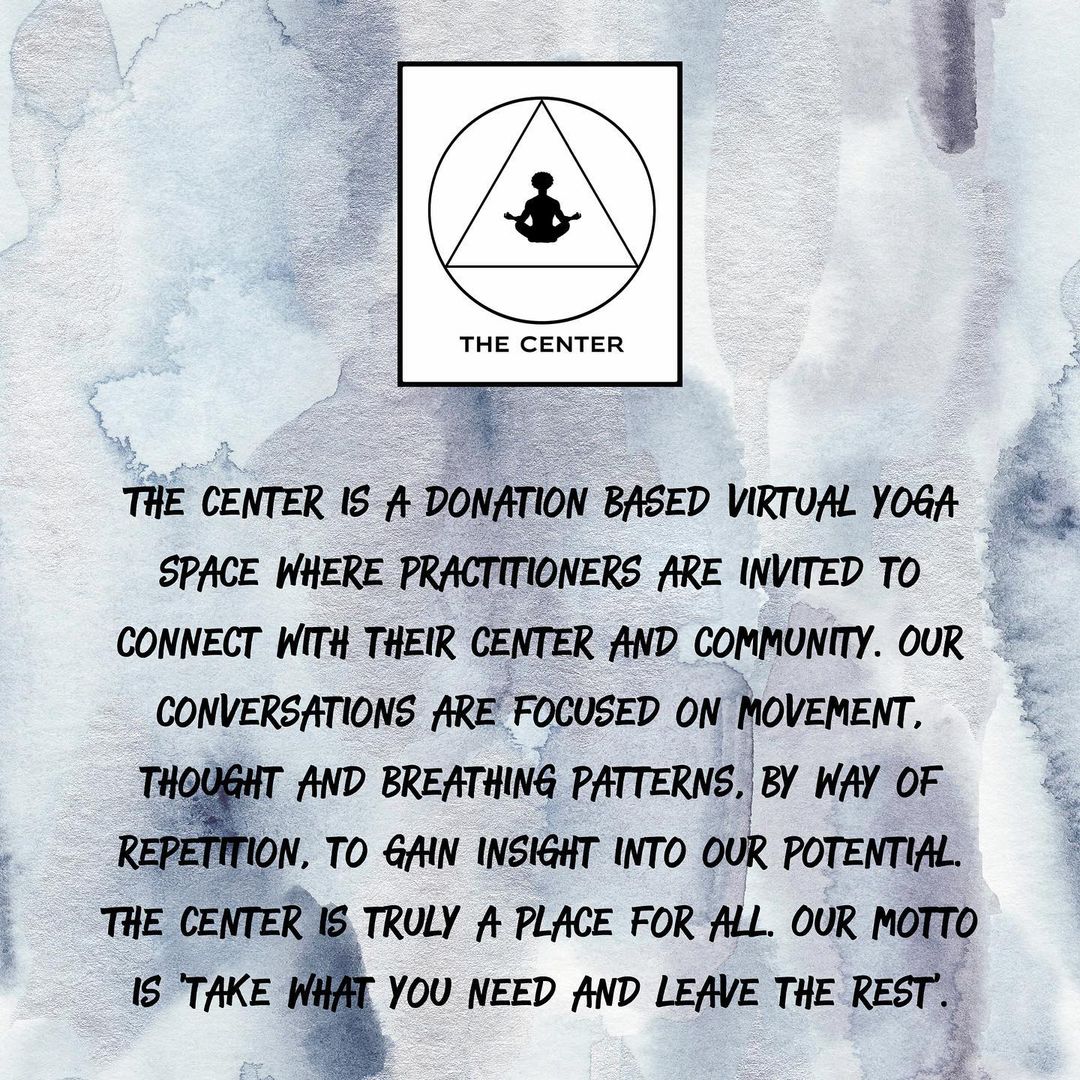 THE CENTER
THE CENTER IS A DONATION BASED VIRTUAL YOGA
SPACE WHERE PRACTITIONERS ARE INVITED TO
CONNECT WITH THEIR CENTER AND COMMUNITY. OUR
CONVERSATIONS ARE FOCUSED ON MOVEMENT,
THOUGHT AND BREATHING PATTERNS, BY WAY OF
REPETITION, TO GAIN INSIGHT INTO OUR POTENTIAL.
THE CENTER IS TRULY A PLACE FOR ALL. OUR MOTTO
IS 'TAKE WHAT YOU NEED AND LEAVE THE REST'.